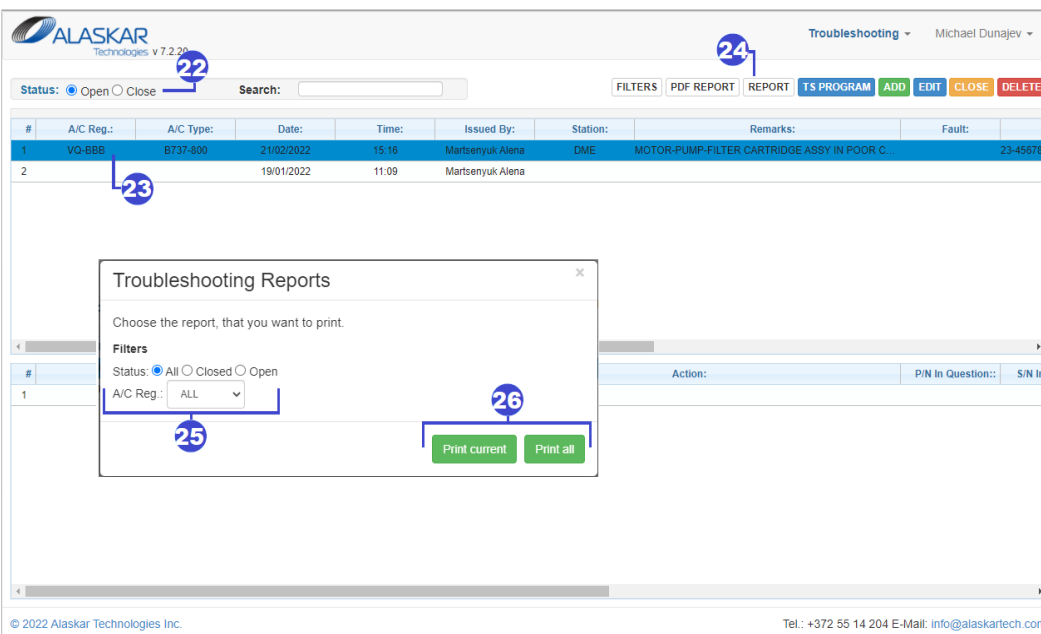 ALASKAR
Technologies v 7.2.20
Troubleshooting
Michael Dunajev
22
24
Status: Open Close
Search:
FILTERS PDF REPORT REPORT TS PROGRAM ADD EDIT CLOSE DELETE
# A/C Reg.: A/C Type: Date: Time: Issued By: Station: Remarks: Fault:
1 VQ-BBB B737-800 21/02/2022 15:16 Martsenyuk Alena DME MOTOR-PUMP-FILTER CARTRIDGE ASSY IN POOR C... 23-45678
2 19/01/2022 11:09 Martsenyuk Alena
23
Troubleshooting Reports ×
Choose the report, that you want to print.
Filters
Status: All Closed Open
A/C Reg.: ALL
25
26
Print current Print all
# Action: P/N In Question:: S/N In
1
© 2022 Alaskar Technologies Inc.
Tel.: +372 55 14 204 E-Mail: info@alaskartech.com